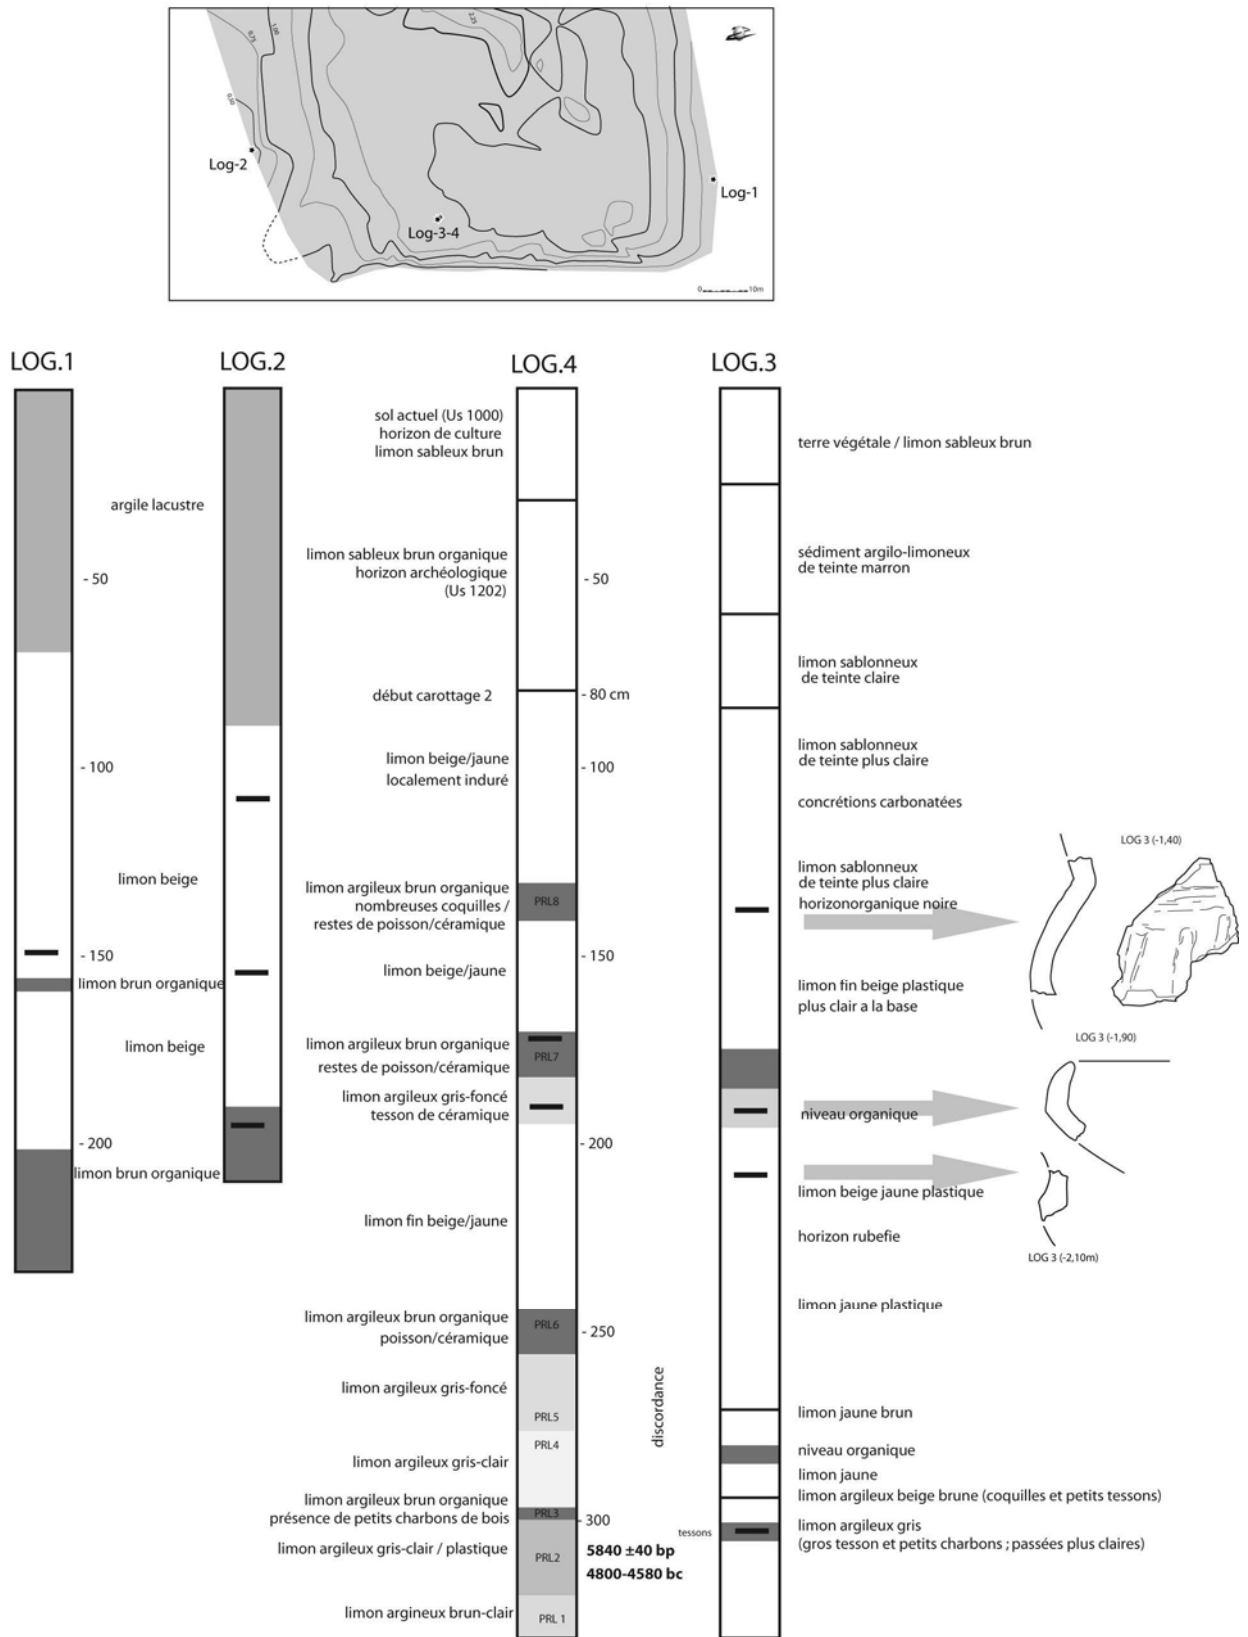 0,75
1,00
2,25
0,50
Log-2
Log-1
Log-3-4
0 10m
LOG.1
LOG.2
LOG.4
LOG.3
argile lacustre
- 50
- 100
limon beige
- 150
limon brun organique
limon beige
- 200
limon brun organique
sol actuel (Us 1000)
horizon de culture
limon sableux brun
limon sableux brun organique
horizon archéologique
(Us 1202)
- 50
début carottage 2
- 80 cm
limon beige/jaune
localement induré
- 100
limon argileux brun organique
nombreuses coquilles /
restes de poisson/céramique
PRL8
- 150
limon beige/jaune
limon argileux brun organique
restes de poisson/céramique
PRL7
limon argileux gris-foncé
tesson de céramique
- 200
limon fin beige/jaune
limon argileux brun organique
poisson/céramique
PRL6
- 250
limon argileux gris-foncé
PRL5
PRL4
limon argileux gris-clair
limon argileux brun organique
présence de petits charbons de bois
PRL3
- 300
limon argileux gris-clair / plastique
PRL2
5840 ±40 bp
4800-4580 bc
limon argineux brun-clair
PRL 1
discordance
tessons
terre végétale / limon sableux brun
sédiment argilo-limoneux
de teinte marron
limon sablonneux
de teinte claire
limon sablonneux
de teinte plus claire
concrétions carbonatées
limon sablonneux
de teinte plus claire
horizonorganique noire
limon fin beige plastique
plus clair a la base
niveau organique
limon beige jaune plastique
horizon rubefie
limon jaune plastique
limon jaune brun
niveau organique
limon jaune
limon argileux beige brune (coquilles et petits tessons)
limon argileux gris
(gros tesson et petits charbons ; passées plus claires)
LOG 3 (-1,40)
LOG 3 (-1,90)
LOG 3 (-2,10m)